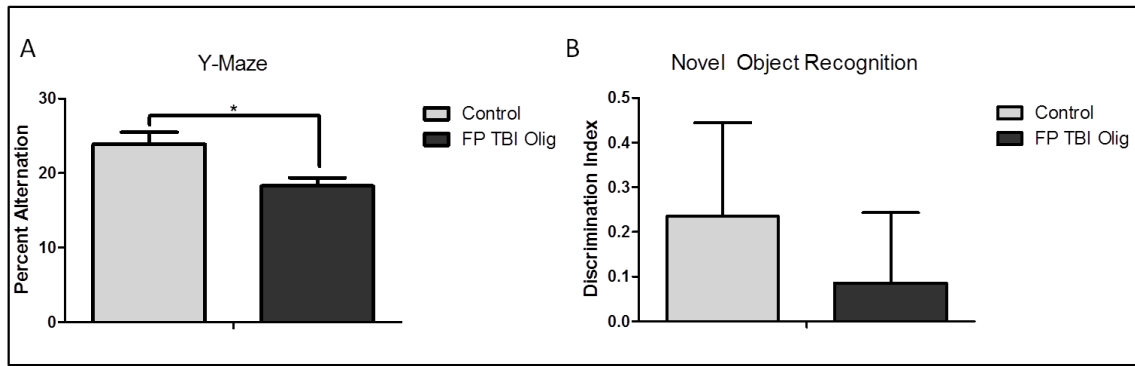 A
Y-Maze
Percent Alternation
30
20
10
0
*
Control
FP TBI Olig
B
Novel Object Recognition
Discrimination Index
0.5
0.4
0.3
0.2
0.1
0.0
Control
FP TBI Olig